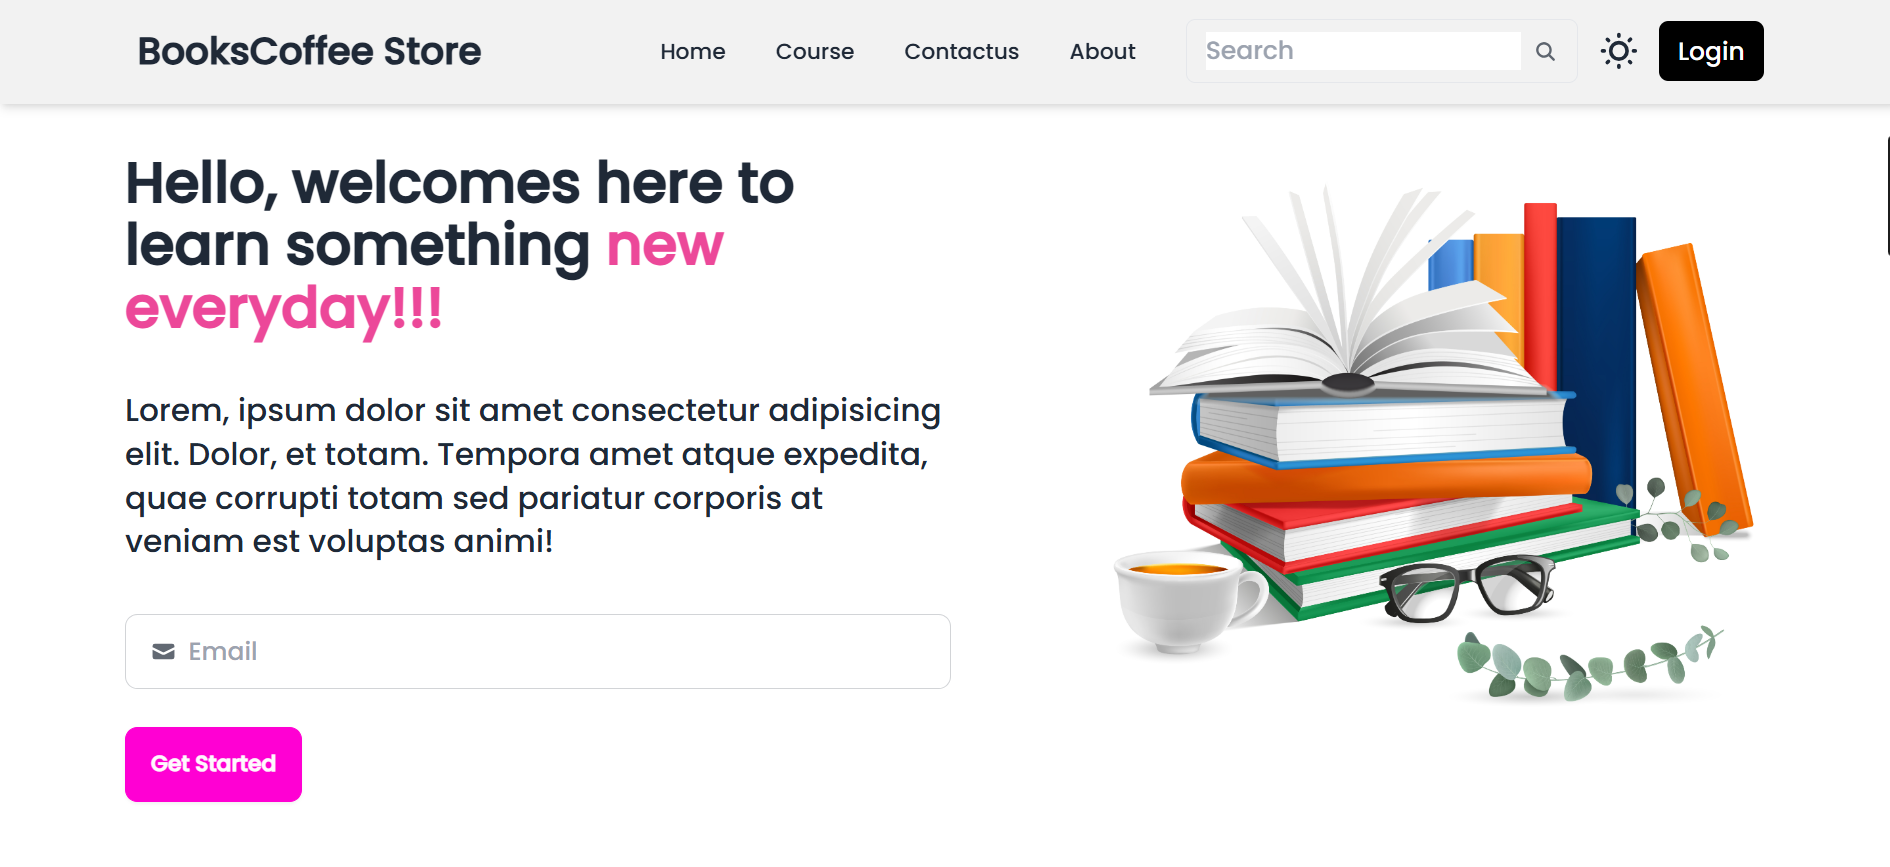 BooksCoffee Store
Home
Course
Contactus
About
Search
Login
Hello, welcomes here to
learn something new
everyday!!!
Lorem, ipsum dolor sit amet consectetur adipisicing
elit. Dolor, et totam. Tempora amet atque expedita,
quae corrupti totam sed pariatur corporis at
veniam est voluptas animi!
Email
Get Started